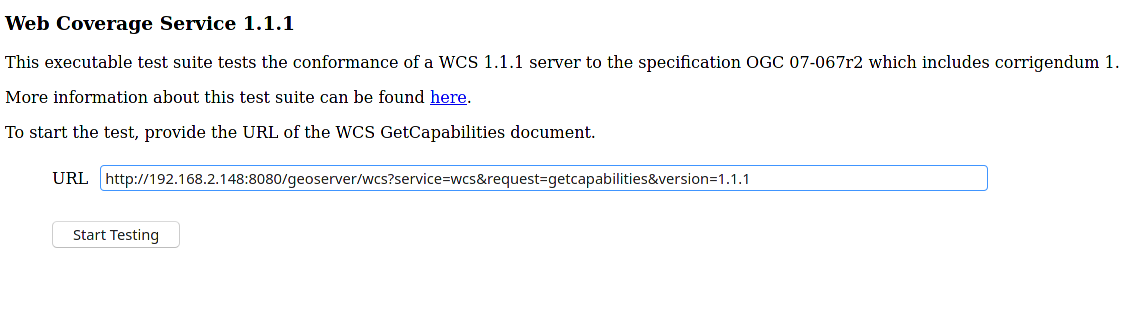 Web Coverage Service 1.1.1
This executable test suite tests the conformance of a WCS 1.1.1 server to the specification OGC 07-067r2 which includes corrigendum 1.
More information about this test suite can be found here.
To start the test, provide the URL of the WCS GetCapabilities document.
URL http://192.168.2.148:8080/geoserver/wcs?service=wcs&request=getcapabilities&version=1.1.1
Start Testing